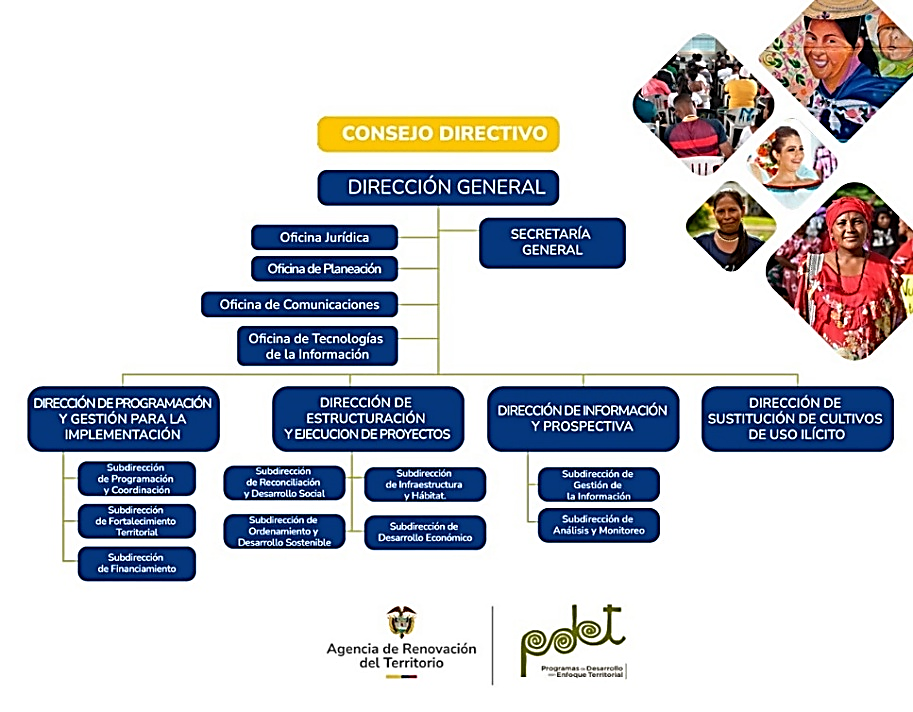 CONSEJO DIRECTIVO
DIRECCIÓN GENERAL
Oficina Jurídica
SECRETARÍA
GENERAL
Oficina de Planeación
Oficina de Comunicaciones
Oficina de Tecnologías
de la Información
DIRECCIÓN DE PROGRAMACIÓN
Y GESTIÓN PARA LA
IMPLEMENTACIÓN
Subdirección
de Programación
y Coordinación
Subdirección
de Fortalecimiento
Territorial
Subdirección
de Financiamiento
DIRECCIÓN DE
ESTRUCTURACIÓN
Y EJECUCION DE PROYECTOS
Subdirección
de Reconciliación
y Desarrollo Social
Subdirección
de Infraestructura
y Hábitat.
Subdirección de
Ordenamiento y
Desarrollo Sostenible
Subdirección de
Desarrollo Económico
DIRECCIÓN DE INFORMACIÓN
Y PROSPECTIVA
Subdirección de
Gestión de
la Información
Subdirección de
Análisis y Monitoreo
DIRECCIÓN DE
SUSTITUCIÓN DE CULTIVOS
DE USO ILÍCITO
Agencia de Renovación
del Territorio
pdet
Programas de Desarrollo
con Enfoque Territorial